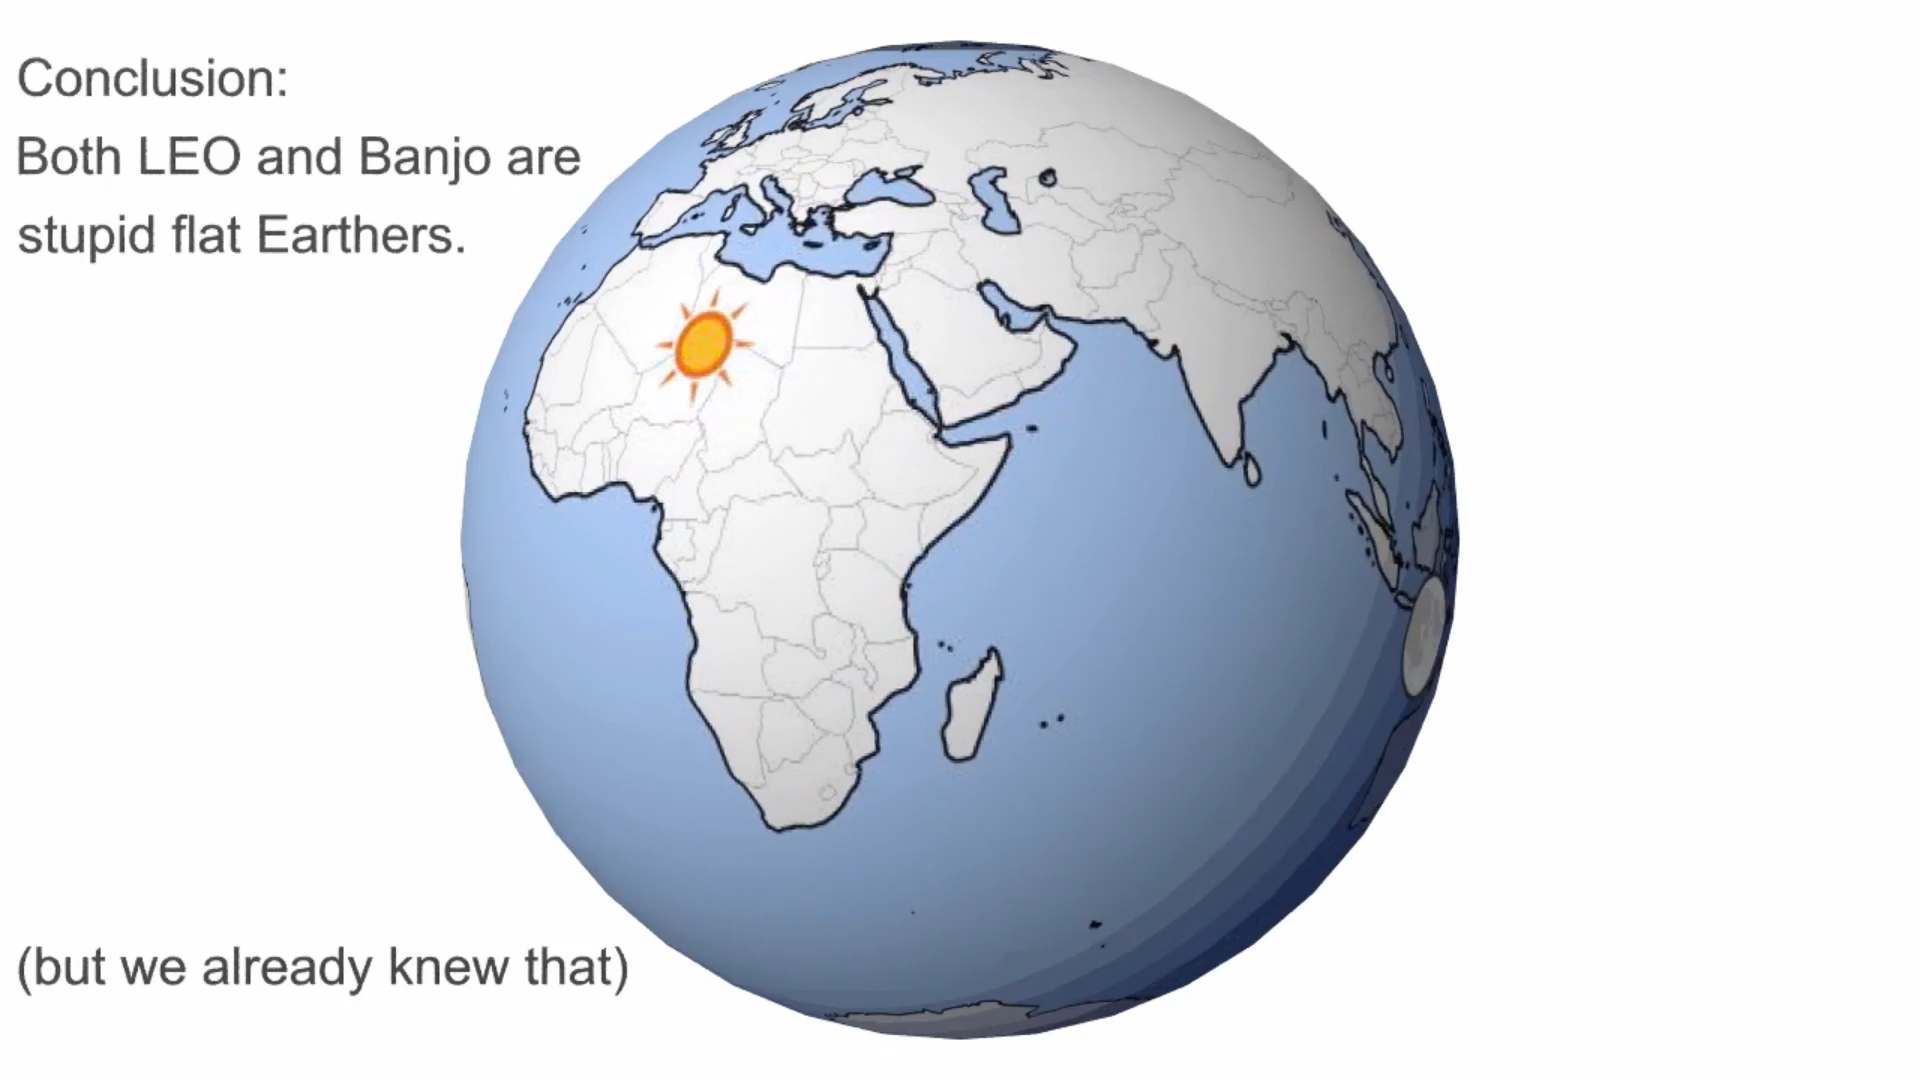 Conclusion:
Both LEO and Banjo are
stupid flat Earthers.
(but we already knew that)